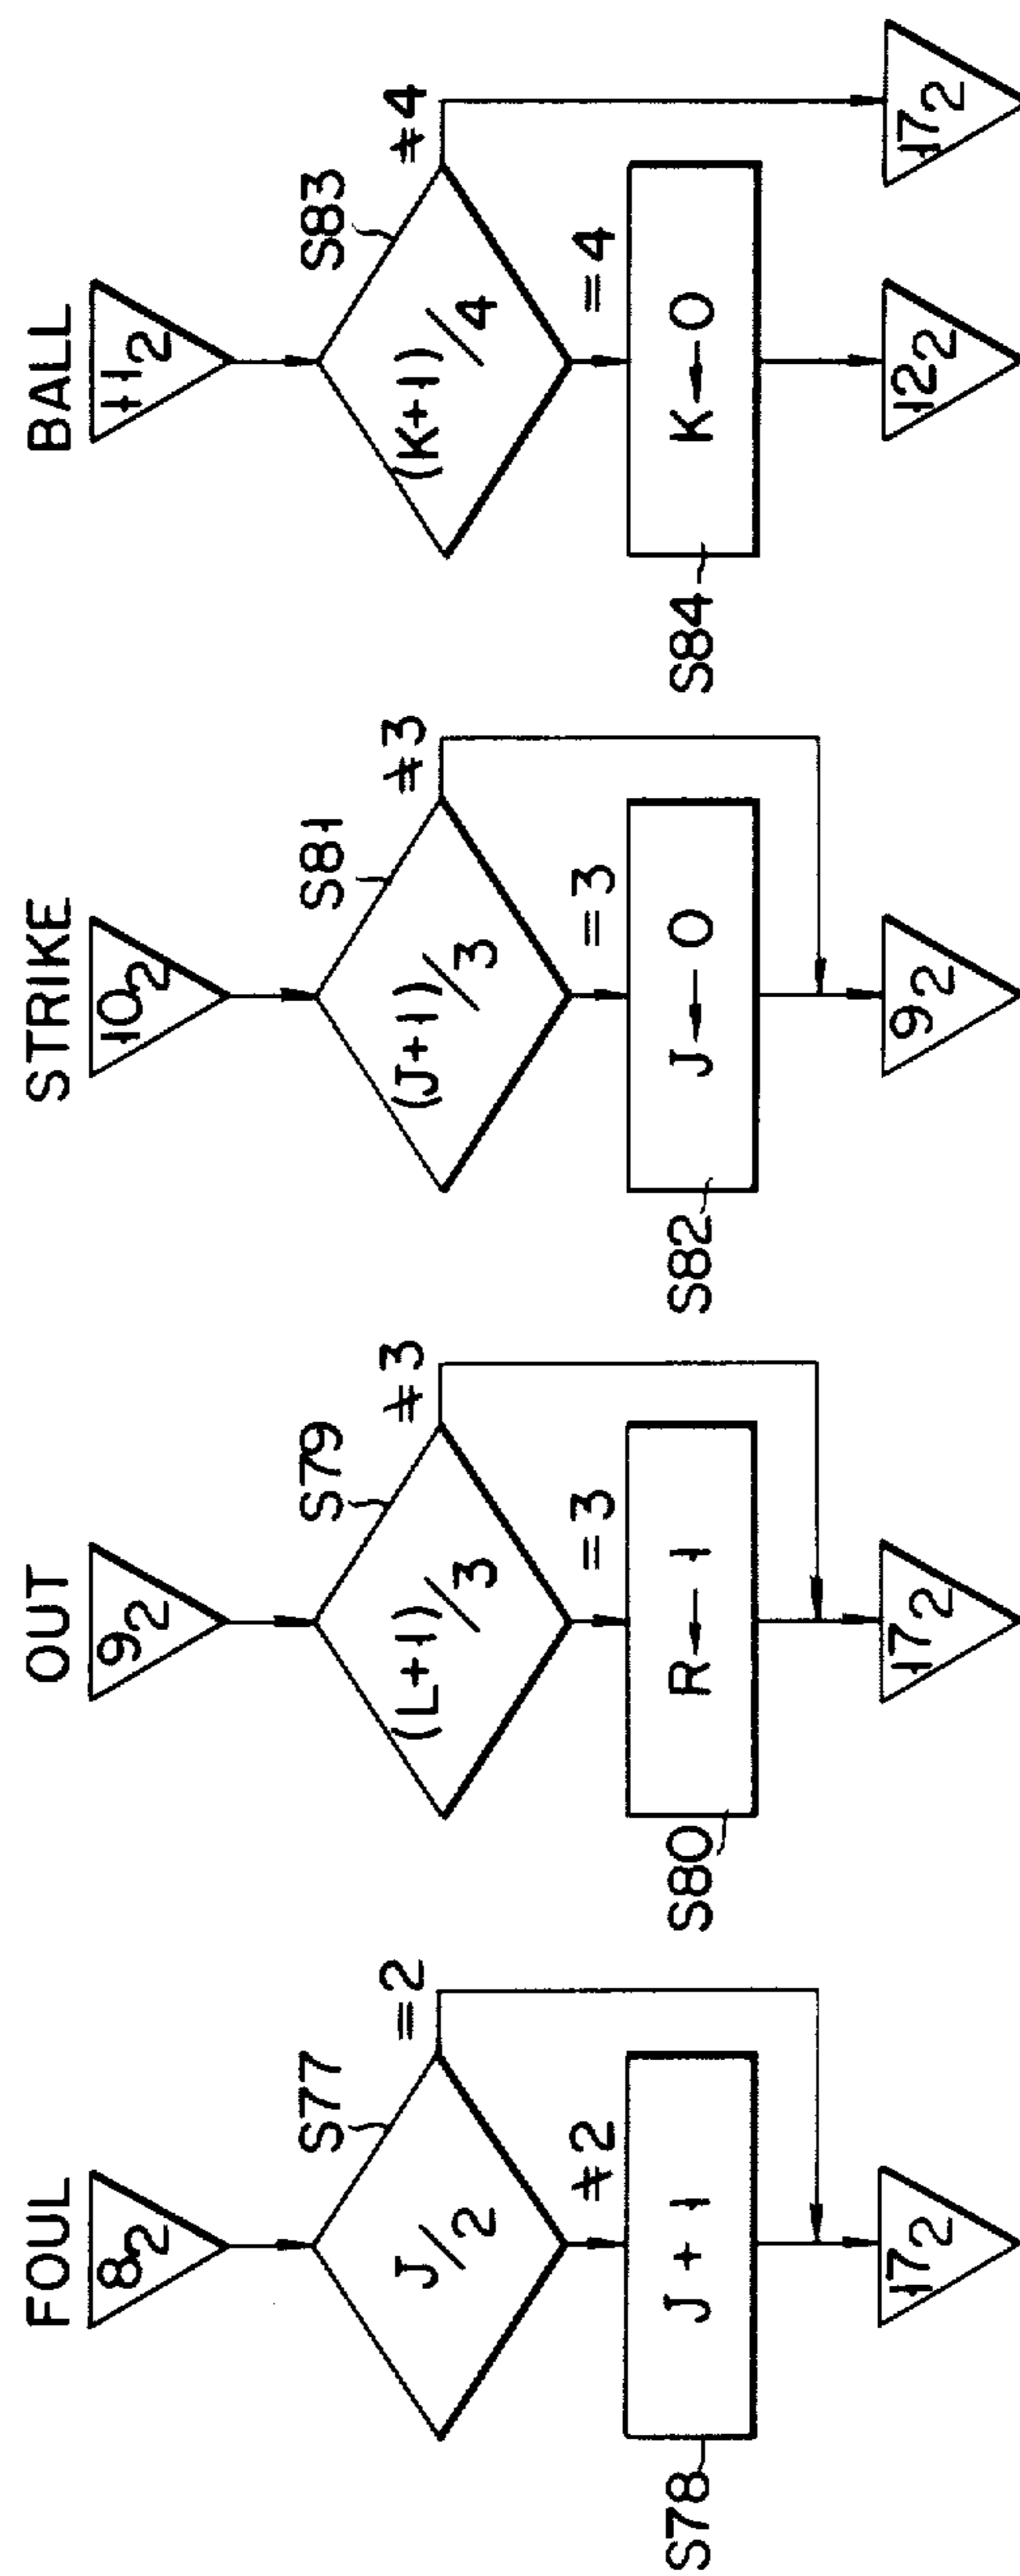 FOUL
8₂
S77
J/2
=2
≠2
S78
J + 1
17₂
OUT
9₂
S79
(L+1)/3
≠3
=3
S80
R ← 1
17₂
STRIKE
10₂
S81
(J+1)/3
≠3
=3
S82
J ← 0
9₂
BALL
11₂
S83
(K+1)/4
≠4
=4
S84
K ← 0
12₂
17₂